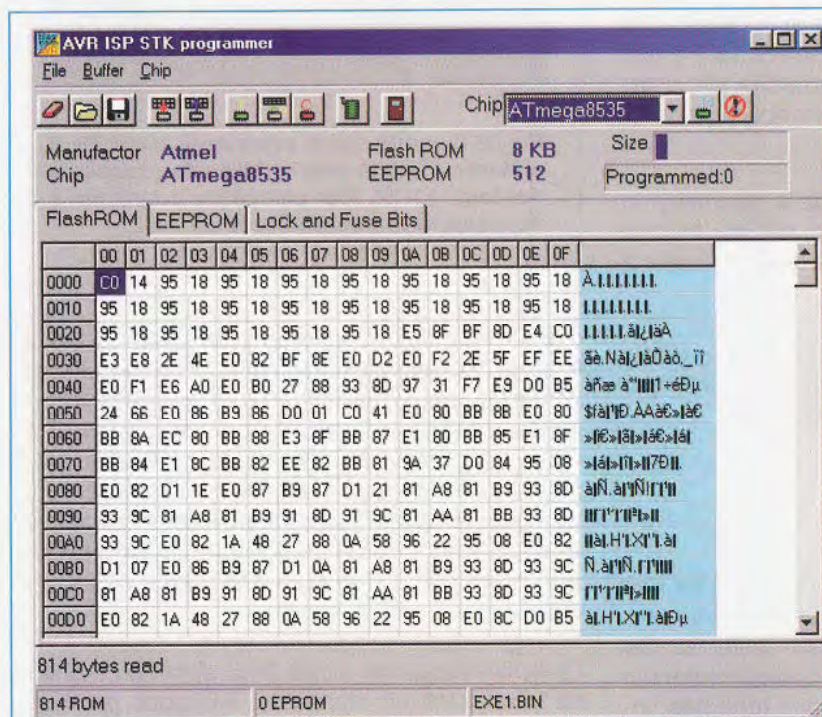 AVR ISP STK programmer
File Buffer Chip
Chip ATmega8535
Manufactor Atmel Flash ROM 8 KB Size
Chip ATmega8535 EEPROM 512 Programmed:0
FlashROM EEPROM Lock and Fuse Bits
00 01 02 03 04 05 06 07 08 09 0A 0B 0C 0D 0E 0F
0000 C0 14 95 18 95 18 95 18 95 18 95 18 95 18 95 18
0010 95 18 95 18 95 18 95 18 95 18 95 18 95 18 95 18
0020 95 18 95 18 95 18 95 18 95 18 E5 8F BF 8D E4 C0
0030 E3 E8 2E 4E E0 82 BF 8E E0 D2 E0 F2 2E 5F EF EE
0040 E0 F1 E6 A0 E0 B0 27 88 93 8D 97 31 F7 E9 D0 B5
0050 24 66 E0 86 B9 86 D0 01 C0 41 E0 80 BB 8B E0 80
0060 BB 8A EC 80 BB 88 E3 8F BB 87 E1 80 BB 85 E1 8F
0070 BB 84 E1 8C BB 82 EE 82 BB 81 9A 37 D0 84 95 08
0080 E0 82 D1 1E E0 87 B9 87 D1 21 81 A8 81 B9 93 8D
0090 93 9C 81 A8 81 B9 91 8D 91 9C 81 AA 81 BB 93 8D
00A0 93 9C E0 82 1A 48 27 88 0A 58 96 22 95 08 E0 82
00B0 D1 07 E0 86 B9 87 D1 0A 81 A8 81 B9 93 8D 93 9C
00C0 81 A8 81 B9 91 8D 91 9C 81 AA 81 BB 93 8D 93 9C
00D0 E0 82 1A 48 27 88 0A 58 96 22 95 08 E0 8C D0 B5
814 bytes read
814 ROM 0 EPROM EXE1.BIN